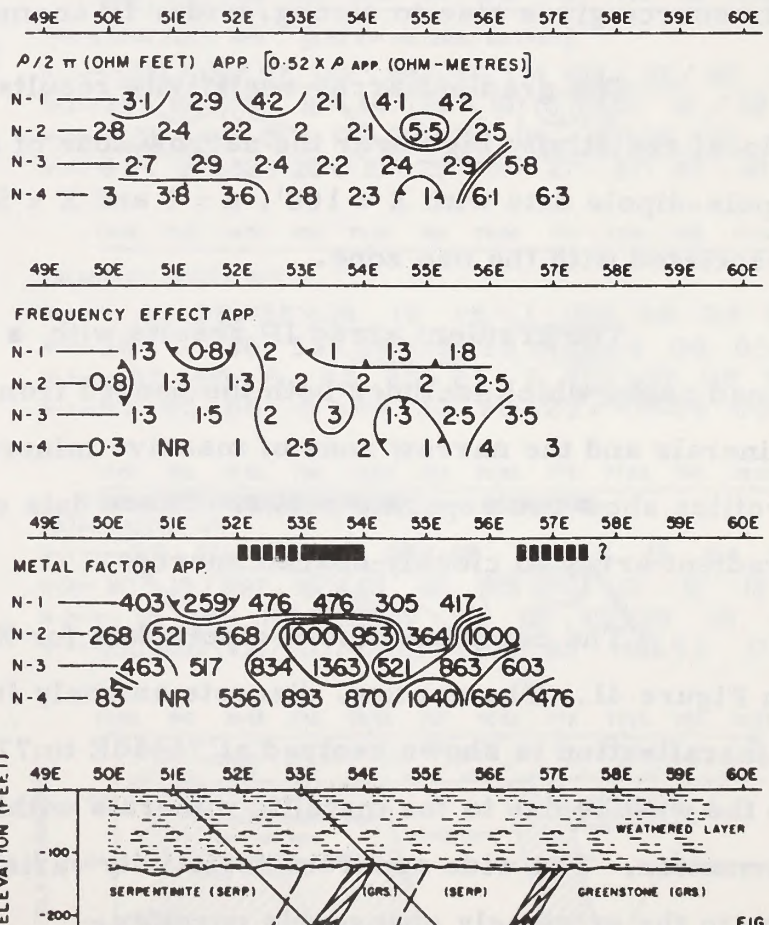 49E 50E 51E 52E 53E 54E 55E 56E 57E 58E 59E 60E
ρ/2 π (OHM FEET) APP. [0.52 X ρ APP. (OHM-METRES)]
N-1 3.1 2.9 4.2 2.1 4.1 4.2
N-2 2.8 2.4 2.2 2 2.1 5.5 2.5
N-3 2.7 2.9 2.4 2.2 2.4 2.9 5.8
N-4 3 3.8 3.6 2.8 2.3 1 6.1 6.3
49E 50E 51E 52E 53E 54E 55E 56E 57E 58E 59E 60E
FREQUENCY EFFECT APP.
N-1 1.3 0.8 2 1 1.3 1.8
N-2 0.8 1.3 1.3 2 2 2 2.5
N-3 1.3 1.5 2 3 1.3 2.5 3.5
N-4 0.3 NR 2 2.5 2 1 4 3
49E 50E 51E 52E 53E 54E 55E 56E 57E 58E 59E 60E
?
METAL FACTOR APP.
N-1 403 259 476 476 305 417
N-2 268 521 568 1000 953 364 1000
N-3 463 517 834 1363 521 863 603
N-4 83 NR 556 893 870 1040 656 476
49E 50E 51E 52E 53E 54E 55E 56E 57E 58E 59E 60E
ELEVATION (FEET)
WEATHERED LAYER
-100
SERPENTINITE (SERP) (GRS.) (SERP) GREENSTONE (GRS)
-200
FIG